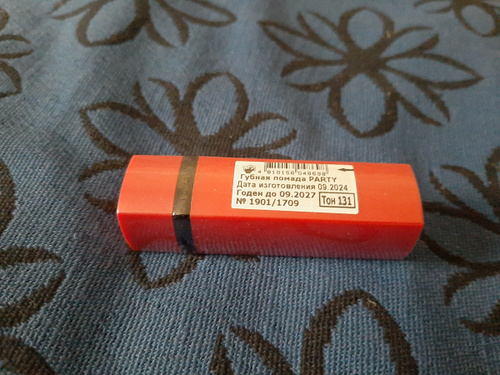 Губная помада PARTY
Дата изготовления 09.2024
Годен до 09.2027
№ 1901/1709 Тон 131